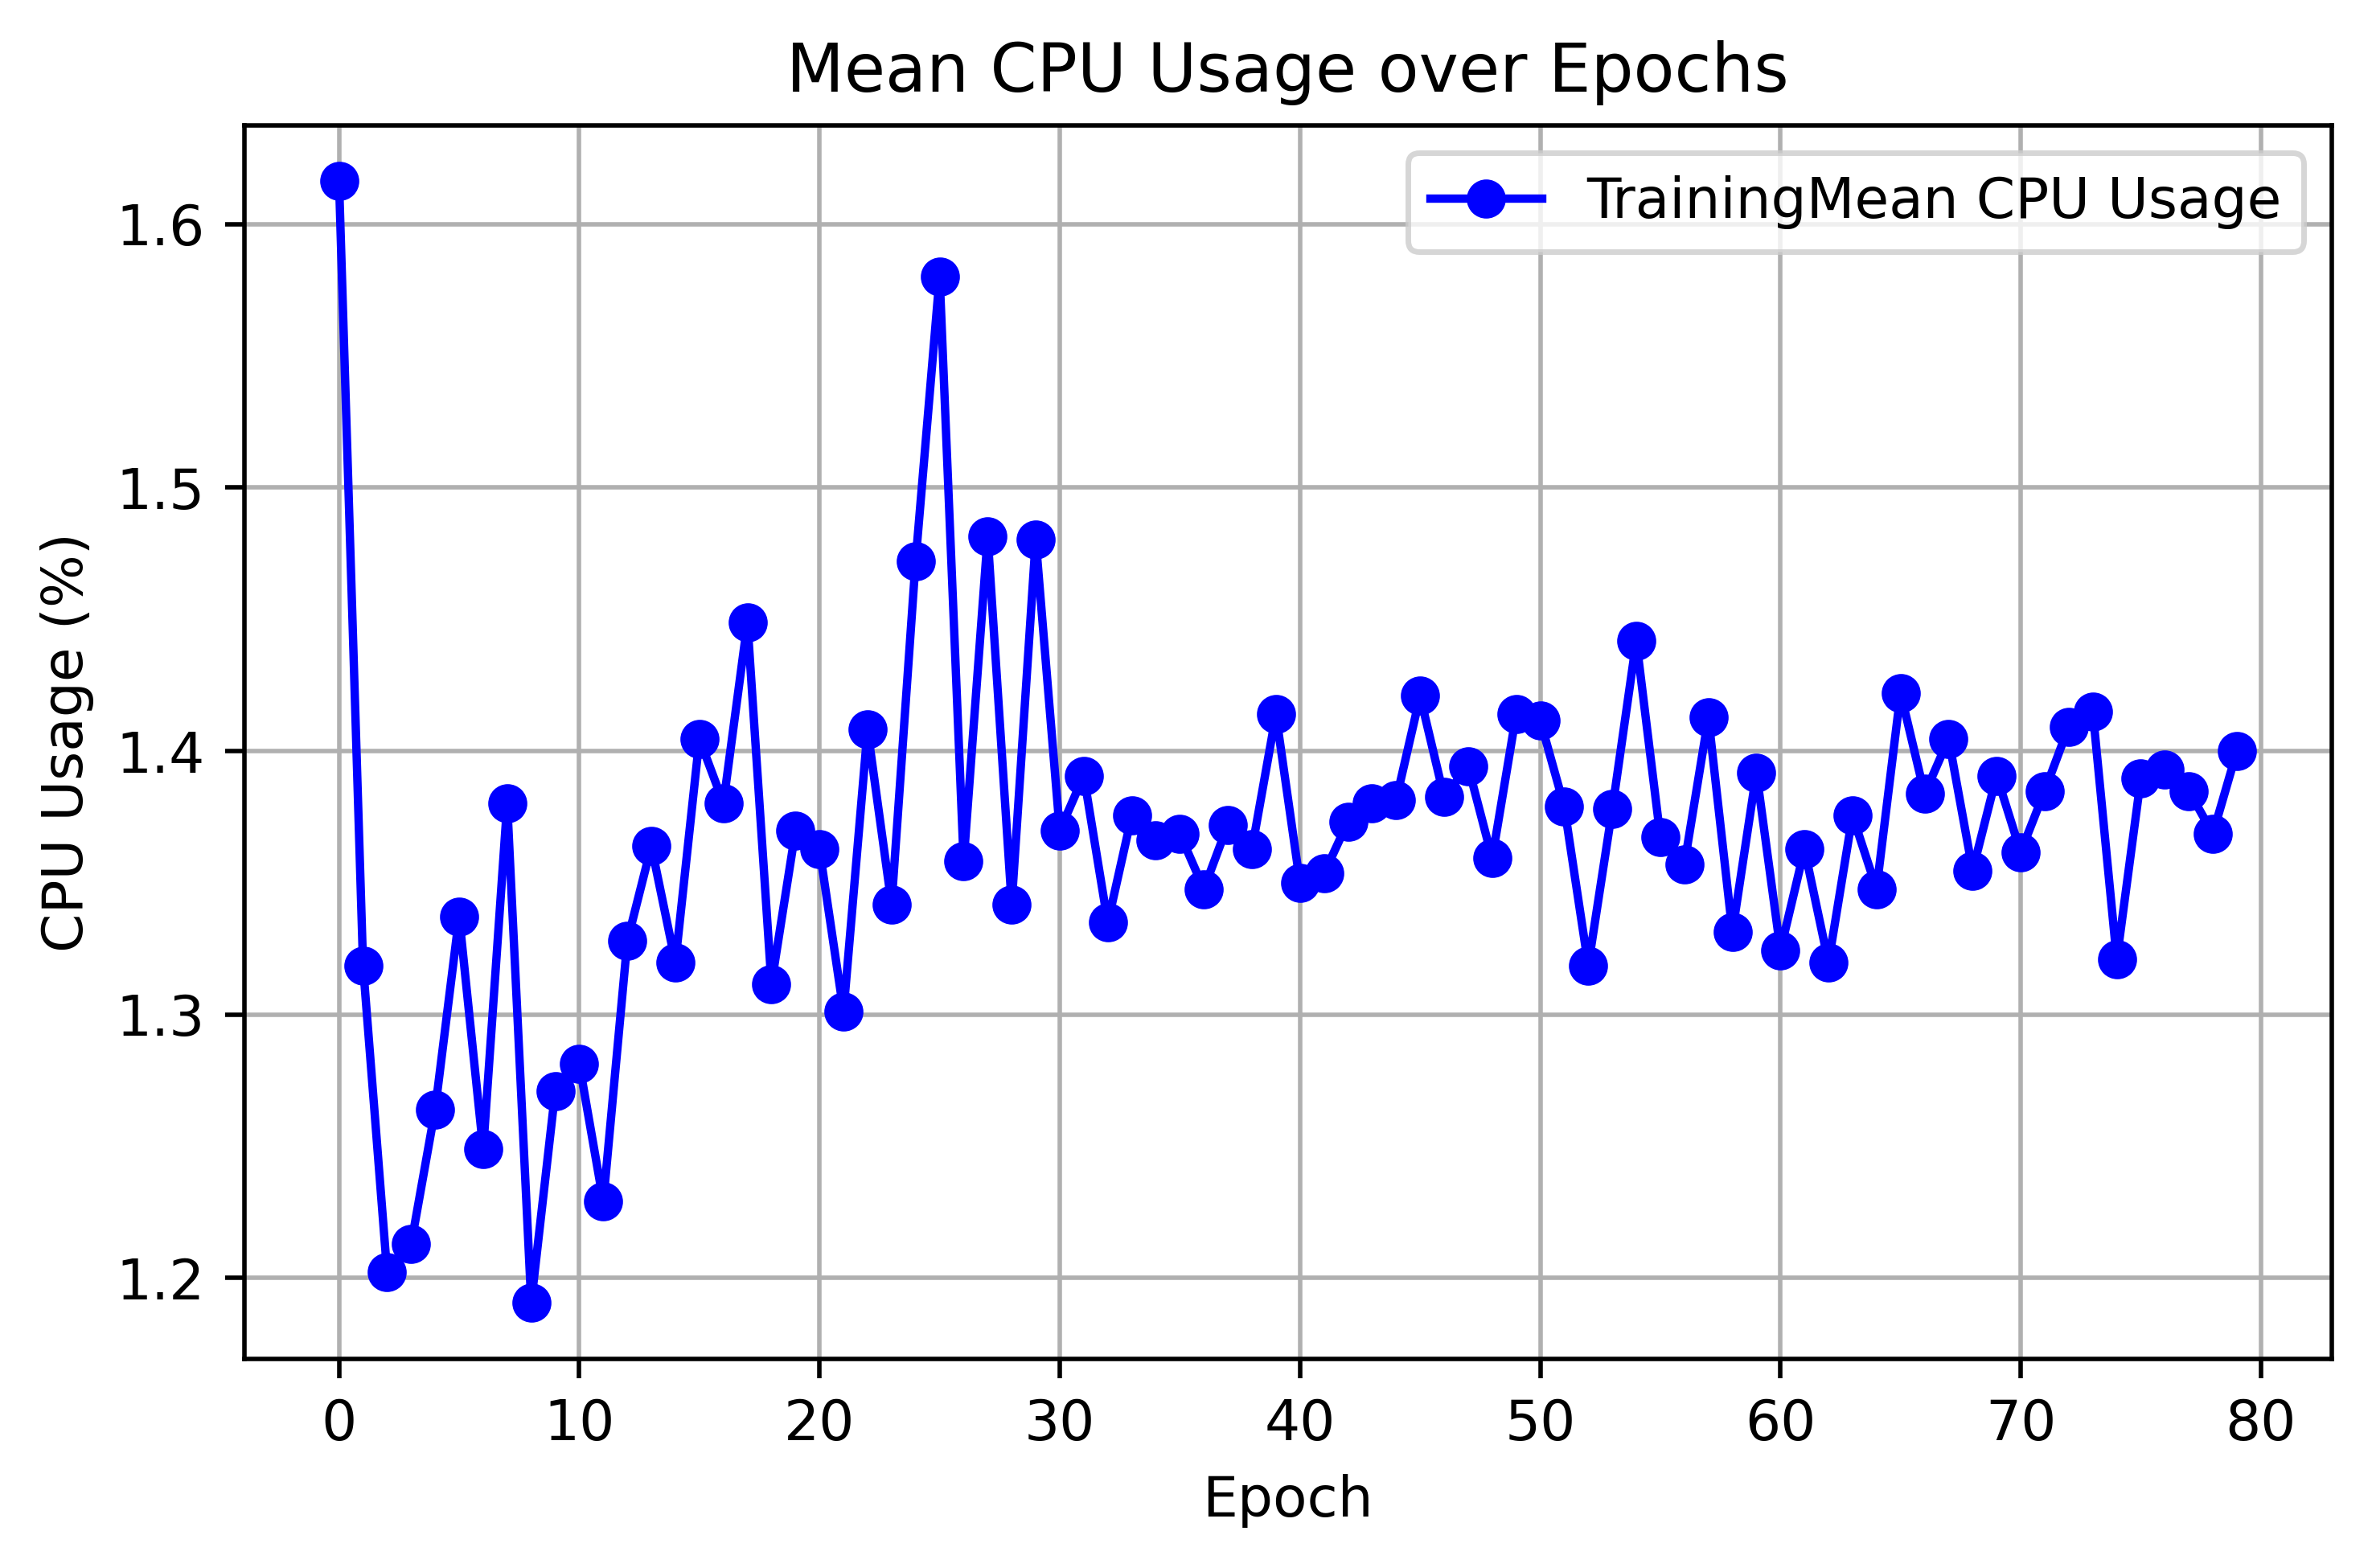 Mean CPU Usage over Epochs
TrainingMean CPU Usage
CPU Usage (%)
1.6
1.5
1.4
1.3
1.2
0 10 20 30 40 50 60 70 80
Epoch